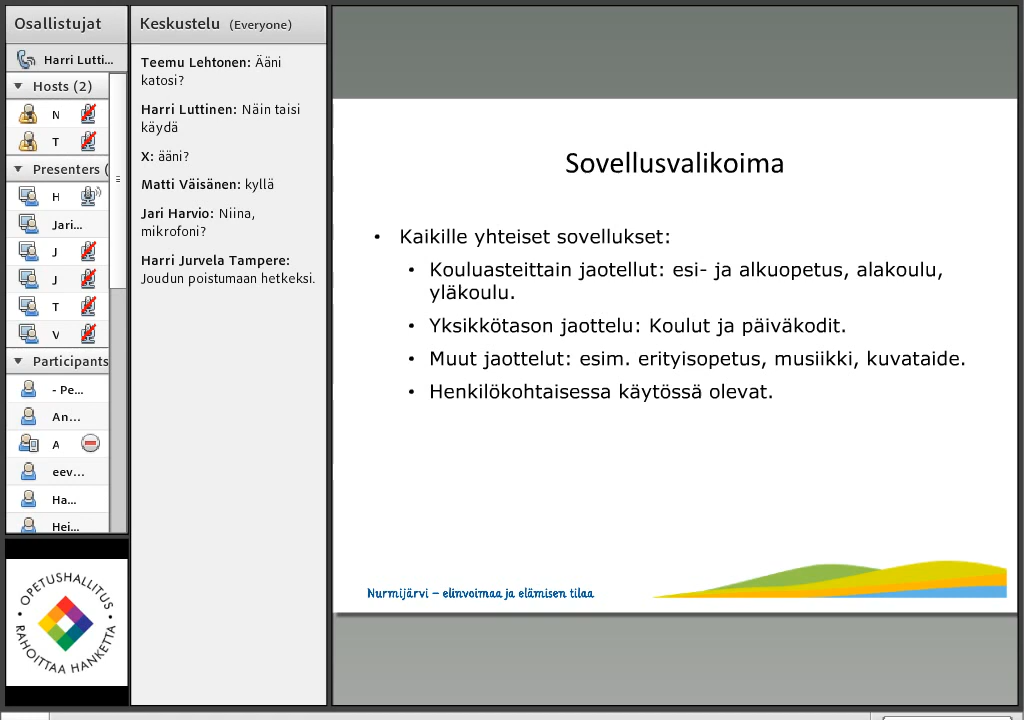 Osallistujat
Harri Lutti...
Hosts (2)
N
T
Presenters (
H
Jari...
J
J
T
V
Participants
- Pe...
An...
A
eev...
Ha...
Hei...
OPETUSHALLITUS
RAHOITTAA HANKETTA
Keskustelu (Everyone)
Teemu Lehtonen: Ääni
katosi?
Harri Luttinen: Näin taisi
käydä
X: ääni?
Matti Väisänen: kyllä
Jari Harvio: Niina,
mikrofoni?
Harri Jurvela Tampere:
Joudun poistumaan hetkeksi.
Sovellusvalikoima
• Kaikille yhteiset sovellukset:
• Kouluasteittain jaotellut: esi- ja alkuopetus, alakoulu,
yläkoulu.
• Yksikkötason jaottelu: Koulut ja päiväkodit.
• Muut jaottelut: esim. erityisopetus, musiikki, kuvataide.
• Henkilökohtaisessa käytössä olevat.
Nurmijärvi – elinvoimaa ja elämisen tilaa